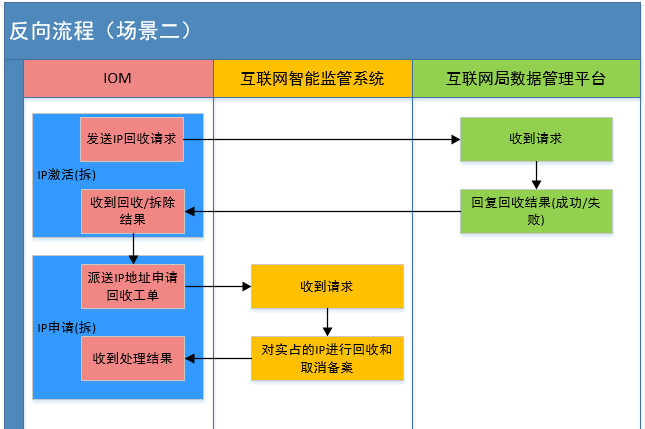 反向流程（场景二）
IOM
互联网智能监管系统
互联网局数据管理平台
发送IP回收请求
收到请求
IP激活(拆)
收到回收/拆除
结果
回复回收结果(成功/失
败)
派送IP地址申请
回收工单
收到请求
IP申请(拆)
收到处理结果
对实占的IP进行回收和
取消备案